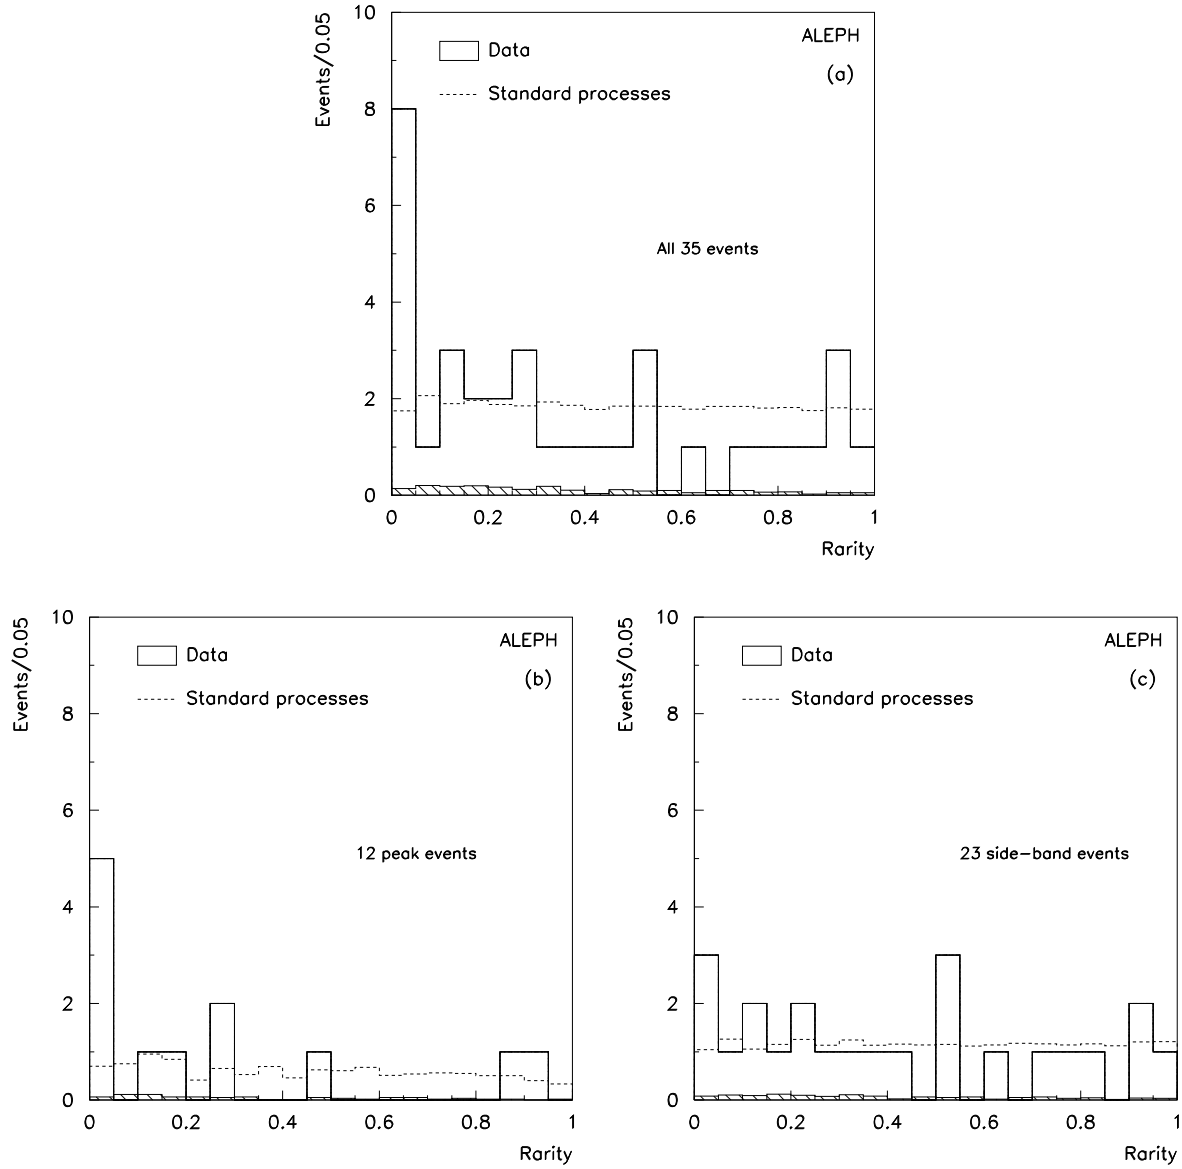 10
Events/0.05
ALEPH
Data
(a)
Standard processes
8
6
All 35 events
4
2
0
0 0.2 0.4 0.6 0.8 1
Rarity
10
Events/0.05
ALEPH
Data
(b)
Standard processes
8
6
12 peak events
4
2
0
0 0.2 0.4 0.6 0.8 1
Rarity
10
Events/0.05
ALEPH
Data
(c)
Standard processes
8
6
23 side-band events
4
2
0
0 0.2 0.4 0.6 0.8 1
Rarity